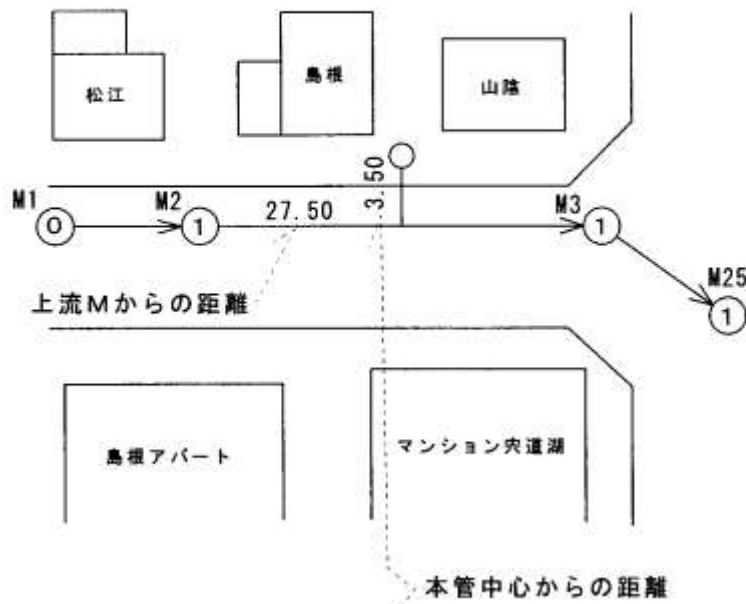 松江
島根
山陰
M1
0
M2
1
27.50
3.50
M3
1
M25
1
上流Mからの距離
島根アパート
マンション宍道湖
本管中心からの距離